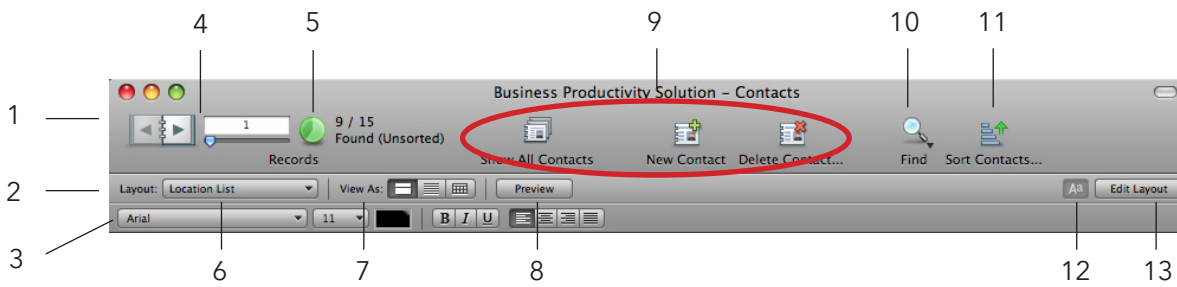 4 5 9 10 11
Business Productivity Solution – Contacts
1
1
9 / 15
Found (Unsorted)
Records
Show All Contacts
New Contact
Delete Contact...
Find
Sort Contacts...
2
Layout: Location List
View As:
Preview
Aa
Edit Layout
3
Arial
11
B I U
6 7 8 12 13